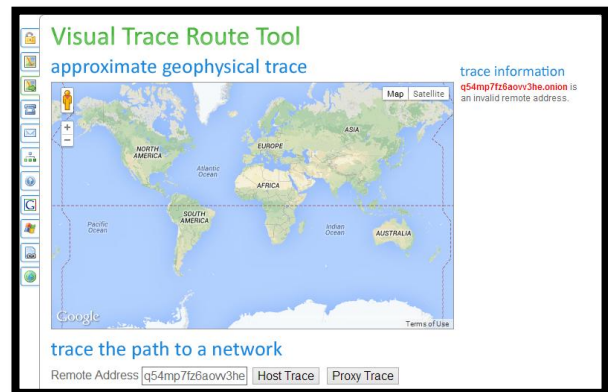 Visual Trace Route Tool
approximate geophysical trace
Map Satellite
NORTH
AMERICA
Atlantic
Ocean
EUROPE
ASIA
AFRICA
Pacific
Ocean
SOUTH
AMERICA
Indian
Ocean
AUSTRALIA
Google
Terms of Use
trace information
q54mp7fz6aovv3he.onion is
an invalid remote address.
trace the path to a network
Remote Address q54mp7fz6aovv3he Host Trace Proxy Trace